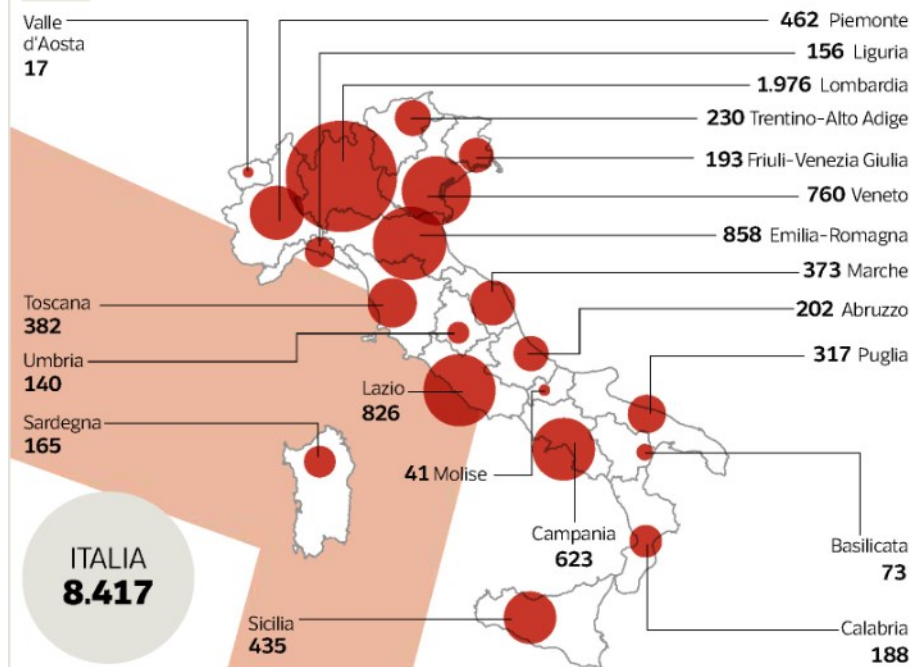 Valle
d'Aosta
17
462 Piemonte
156 Liguria
1.976 Lombardia
230 Trentino-Alto Adige
193 Friuli-Venezia Giulia
760 Veneto
858 Emilia-Romagna
373 Marche
202 Abruzzo
317 Puglia
Toscana
382
Umbria
140
Lazio
826
Sardegna
165
41 Molise
Campania
623
Basilicata
73
ITALIA
8.417
Sicilia
435
Calabria
188